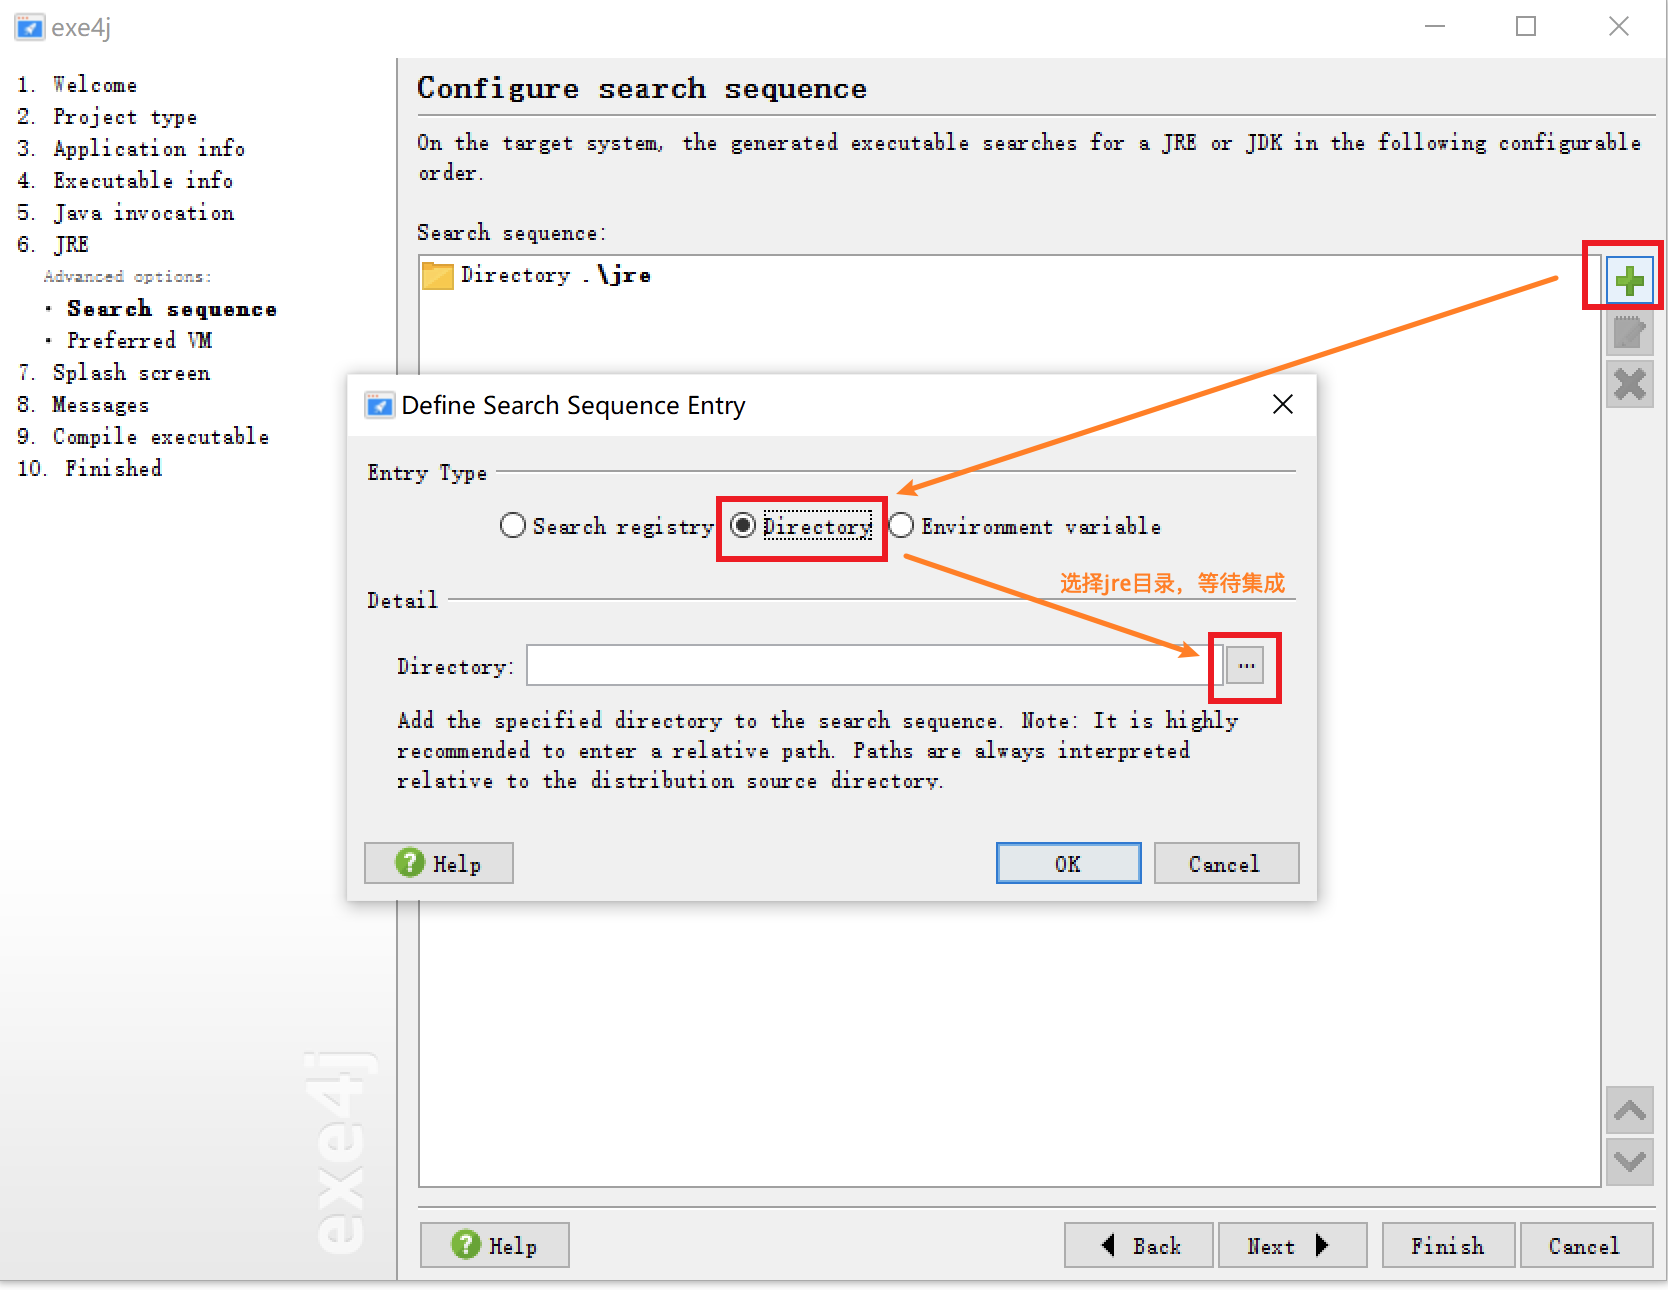 exe4j
1. Welcome
2. Project type
3. Application info
4. Executable info
5. Java invocation
6. JRE
Advanced options:
· Search sequence
· Preferred VM
7. Splash screen
8. Messages
9. Compile executable
10. Finished
exe4j
Configure search sequence
On the target system, the generated executable searches for a JRE or JDK in the following configurable
order.
Search sequence:
Directory .\jre
Define Search Sequence Entry
Entry Type
Search registry Directory Environment variable
选择jre目录，等待集成
Detail
Directory: ...
Add the specified directory to the search sequence. Note: It is highly
recommended to enter a relative path. Paths are always interpreted
relative to the distribution source directory.
Help OK Cancel
Help Back Next Finish Cancel